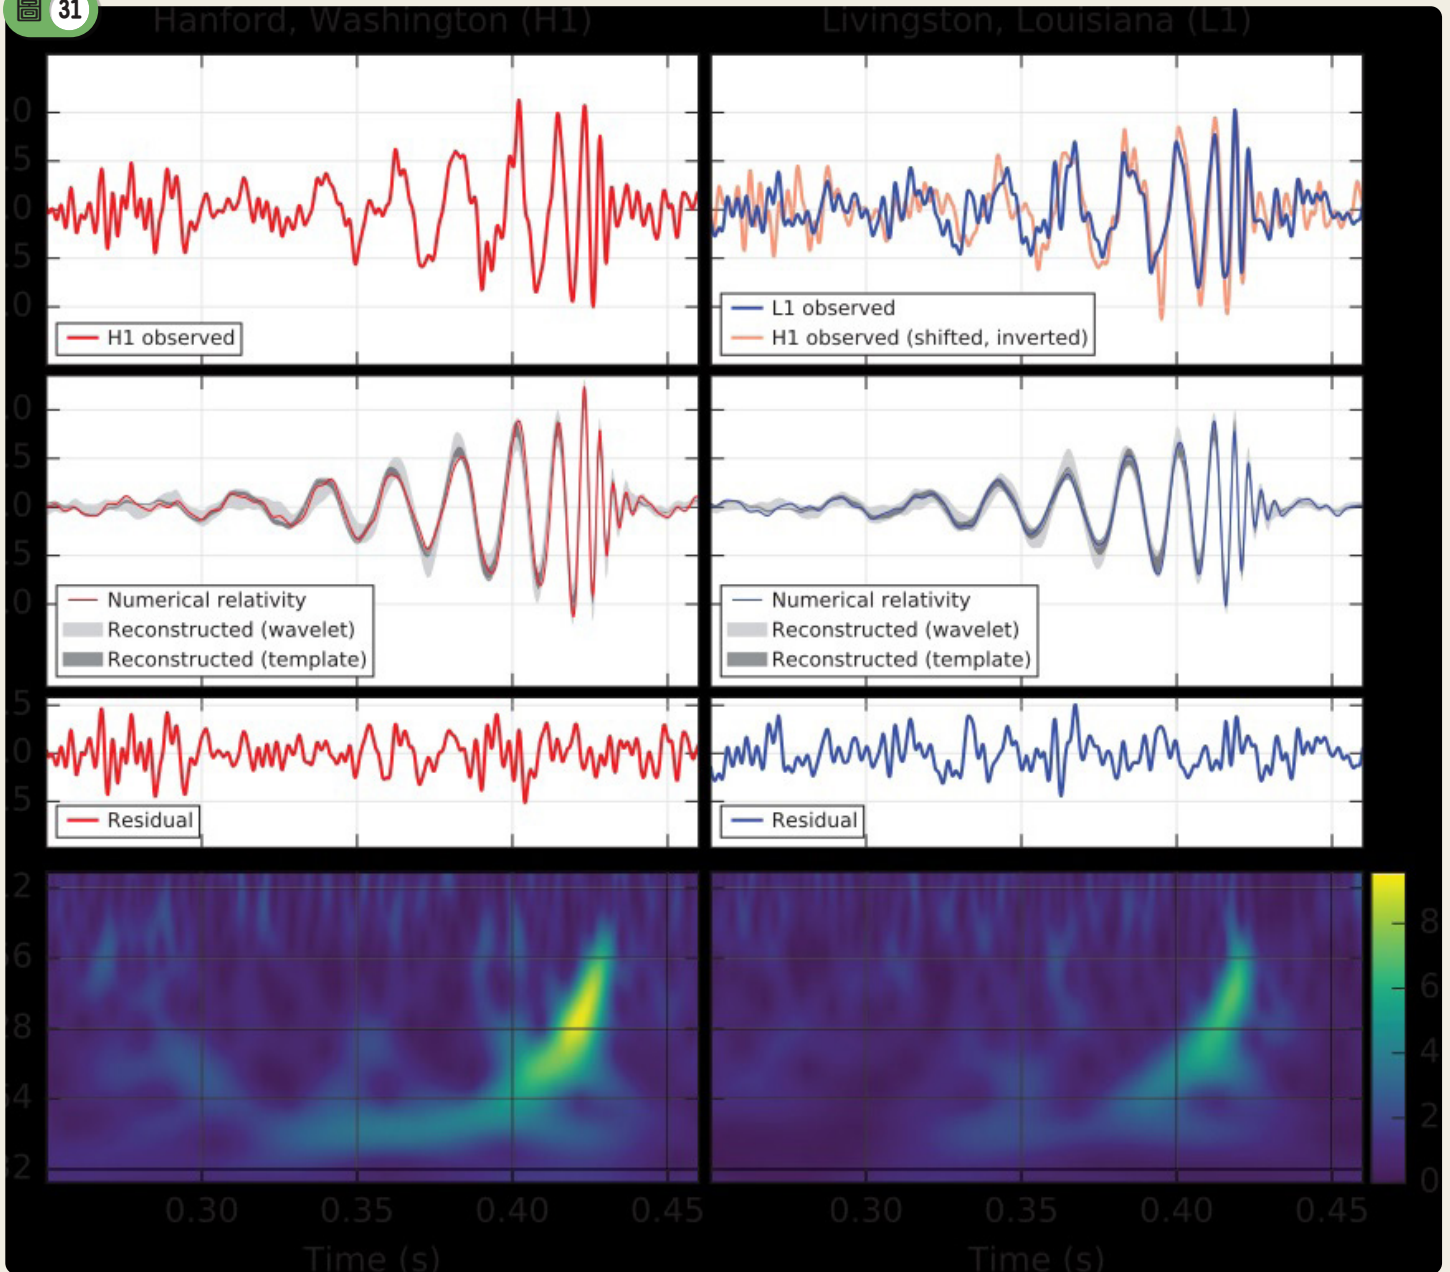 31
Hanford, Washington (H1)
Livingston, Louisiana (L1)
H1 observed
L1 observed
H1 observed (shifted, inverted)
Numerical relativity
Reconstructed (wavelet)
Reconstructed (template)
Numerical relativity
Reconstructed (wavelet)
Reconstructed (template)
Residual
Residual
8
6
4
2
0
0.30 0.35 0.40 0.45
0.30 0.35 0.40 0.45
Time (s)
Time (s)